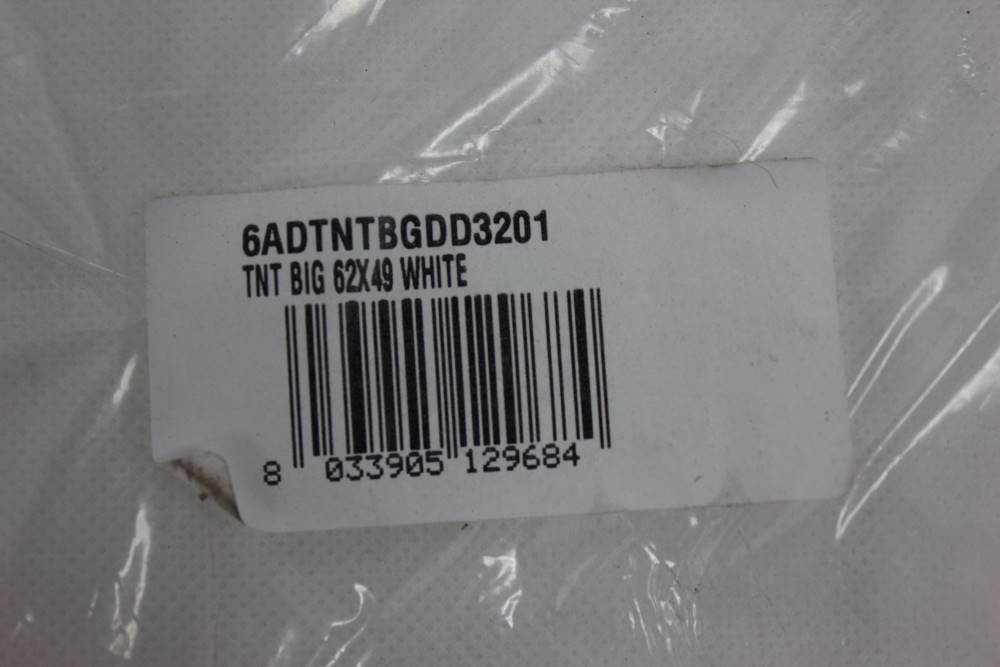 6ADTNTBGDD3201
TNT BIG 62X49 WHITE
8 033905 129684